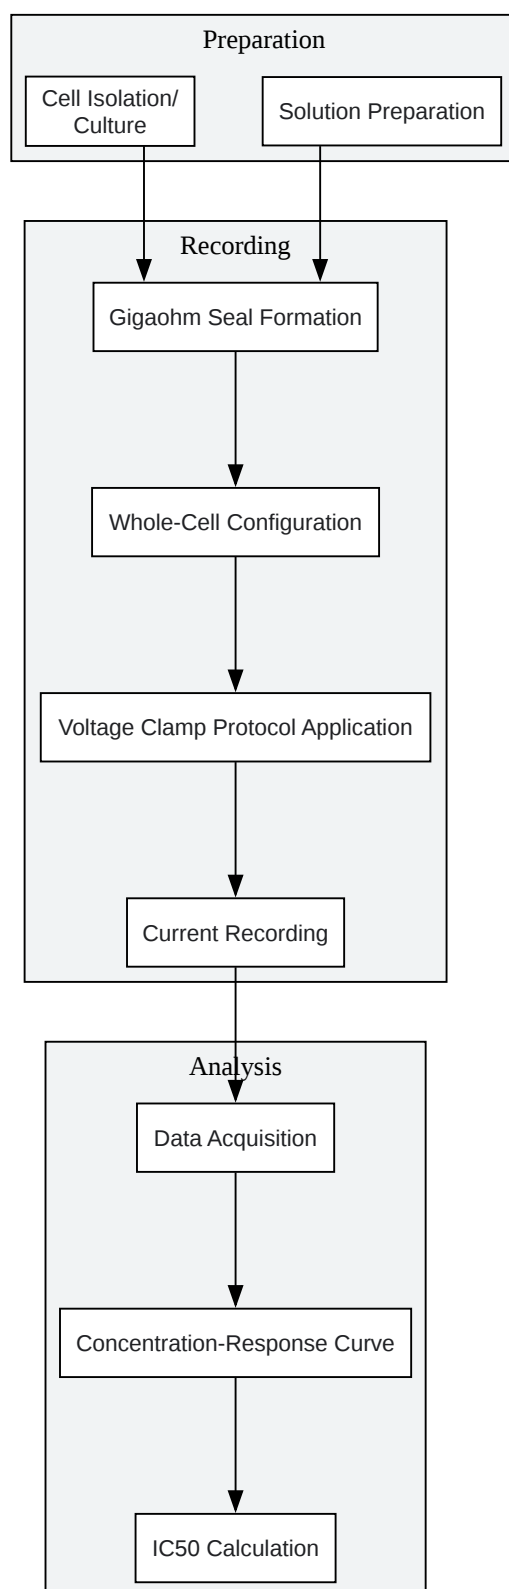 Preparation
Cell Isolation/
Culture
Solution Preparation
Recording
Gigaohm Seal Formation
Whole-Cell Configuration
Voltage Clamp Protocol Application
Current Recording
Analysis
Data Acquisition
Concentration-Response Curve
IC50 Calculation